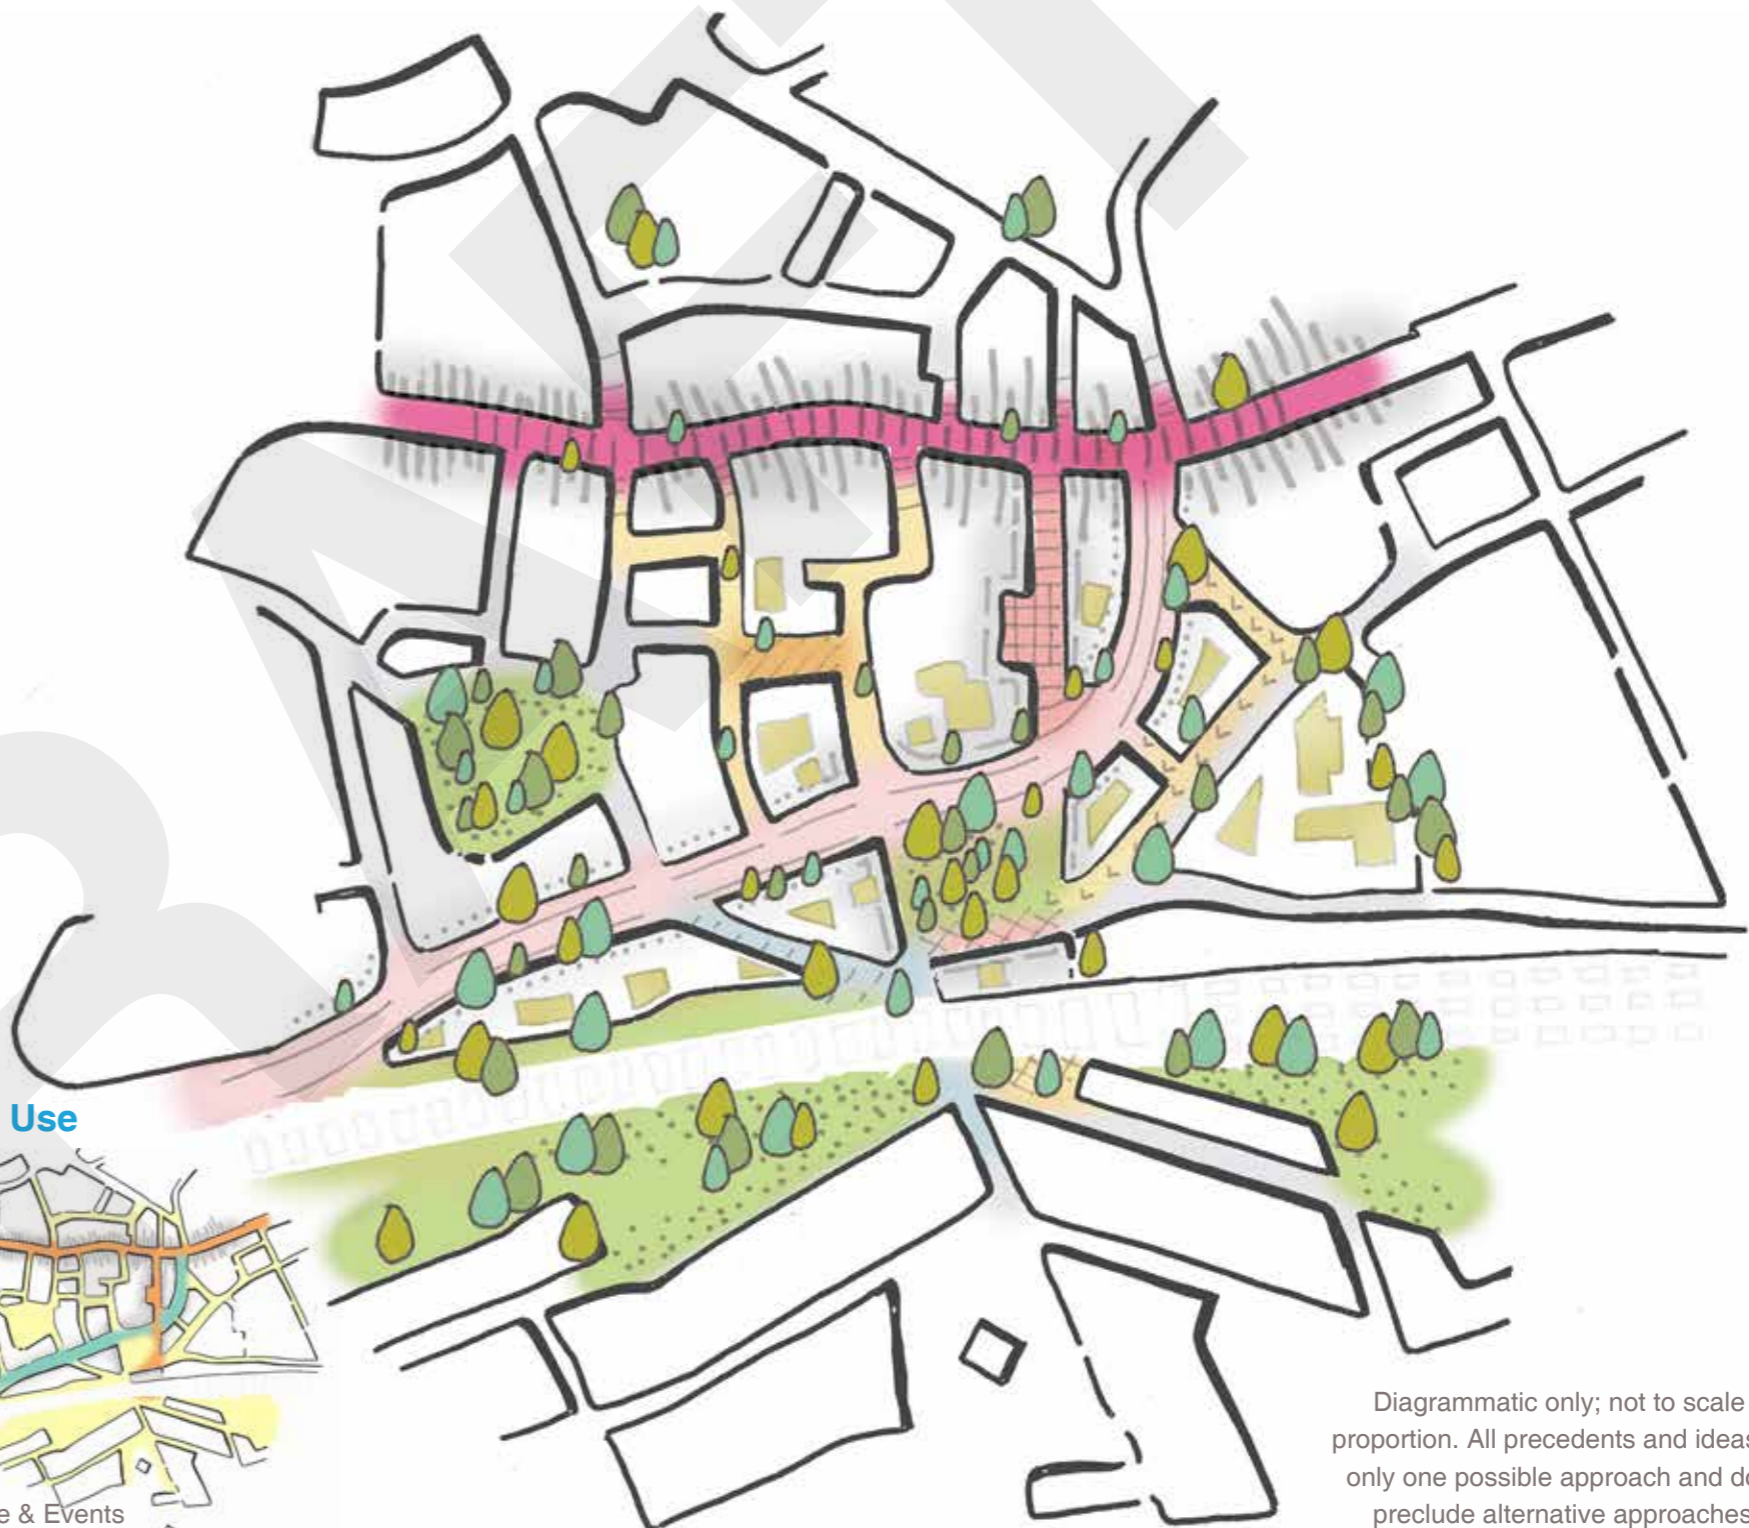 Use
e & Events
Diagrammatic only; not to scale
proportion. All precedents and ideas
only one possible approach and do
preclude alternative approaches